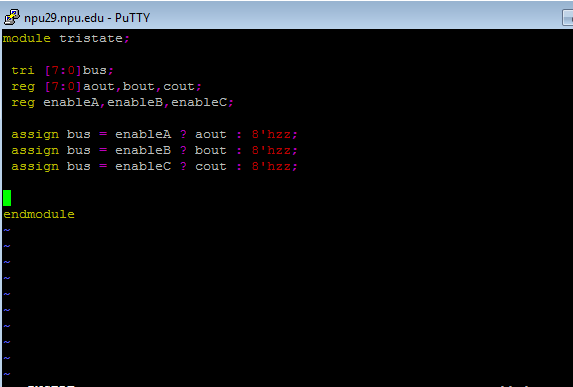 npu29.npu.edu - PuTTY
module tristate;
tri [7:0]bus;
reg [7:0]aout,bout,cout;
reg enableA,enableB,enableC;
assign bus = enableA ? aout : 8'hzz;
assign bus = enableB ? bout : 8'hzz;
assign bus = enableC ? cout : 8'hzz;
endmodule
~
~
~
~
~
~
~
~
~
~